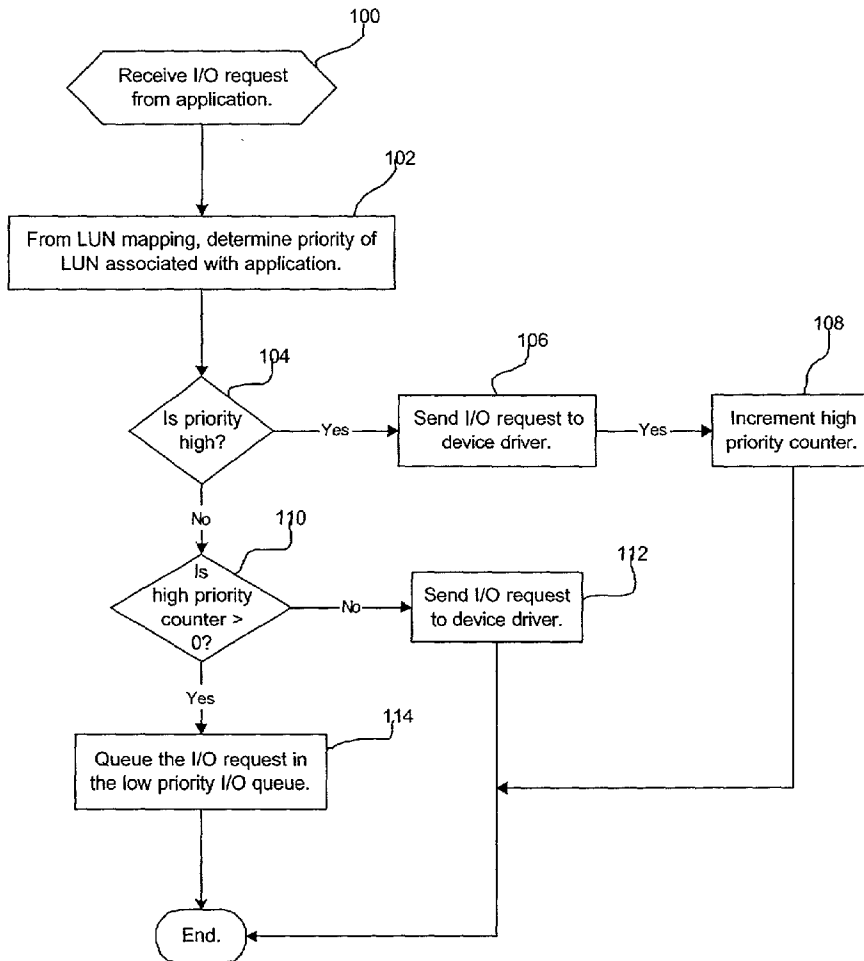 100
Receive I/O request
from application.
102
From LUN mapping, determine priority of
LUN associated with application.
104
Is priority
high?
Yes
106
Send I/O request to
device driver.
Yes
108
Increment high
priority counter.
No
110
Is
high priority
counter >
0?
No
112
Send I/O request
to device driver.
Yes
114
Queue the I/O request in
the low priority I/O queue.
End.